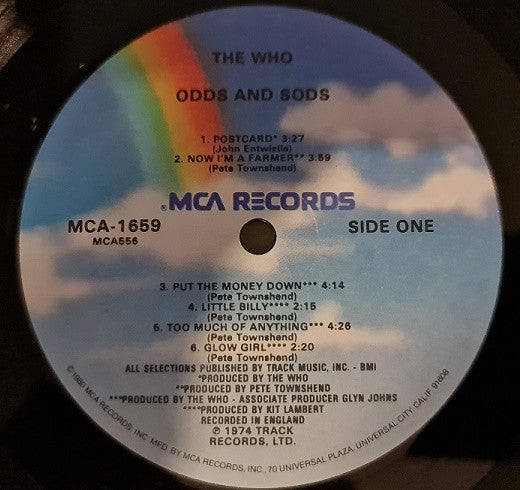 THE WHO
ODDS AND SODS
1. POSTCARD* 3:27
(John Entwistle)
2. NOW I'M A FARMER** 3:59
(Pete Townshend)
®MCA RECORDS
MCA-1659
MCA556
SIDE ONE
3. PUT THE MONEY DOWN*** 4:14
(Pete Townshend)
4. LITTLE BILLY**** 2:15
(Pete Townshend)
5. TOO MUCH OF ANYTHING*** 4:26
(Pete Townshend)
6. GLOW GIRL**** 2:20
(Pete Townshend)
ALL SELECTIONS PUBLISHED BY TRACK MUSIC, INC. - BMI
*PRODUCED BY THE WHO
**PRODUCED BY PETE TOWNSHEND
***PRODUCED BY THE WHO - ASSOCIATE PRODUCER GLYN JOHNS
****PRODUCED BY KIT LAMBERT
RECORDED IN ENGLAND
℗ 1974 TRACK
RECORDS, LTD.
©1980 MCA RECORDS, INC. MFD. BY MCA RECORDS, INC., 70 UNIVERSAL PLAZA, UNIVERSAL CITY, CALIF. 91608